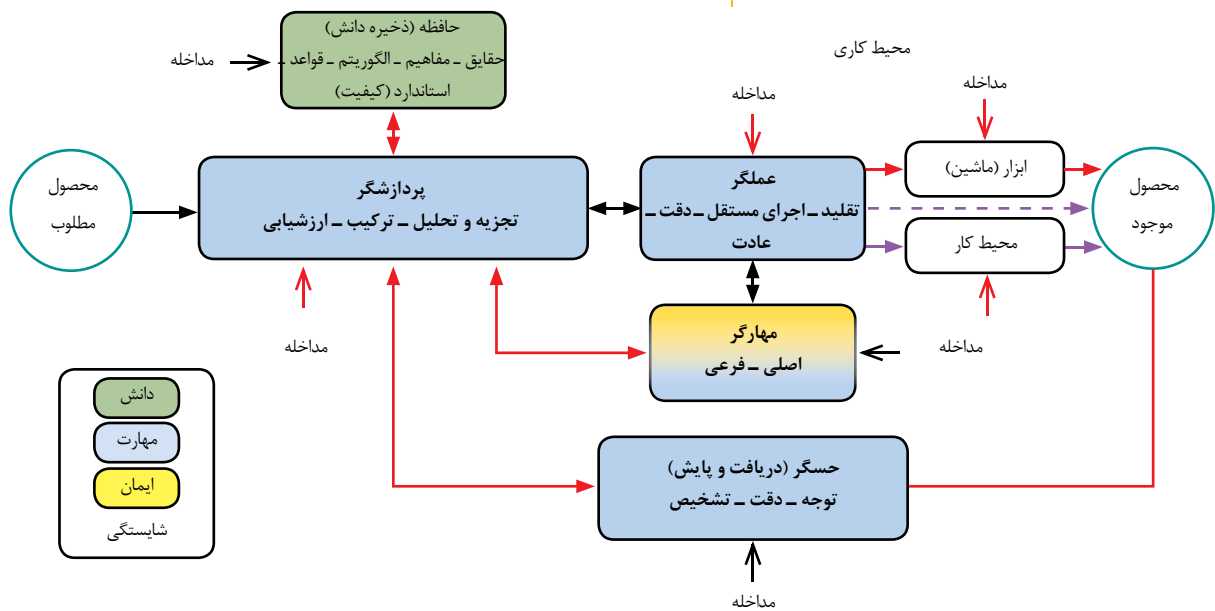 حافظه (ذخیره دانش)
حقایق ـ مفاهیم ـ الگوریتم ـ قواعد ـ
استاندارد (کیفیت)
مداخله
محیط کاری
مداخله
مداخله
محصول
مطلوب
پردازشگر
تجزیه و تحلیل ـ ترکیب ـ ارزشیابی
عملگر
تقلید ـ اجرای مستقل ـ دقت ـ
عادت
ابزار (ماشین)
محیط کار
محصول
موجود
مداخله
مهارگر
اصلی ـ فرعی
مداخله
دانش
مهارت
ایمان
شایستگی
حسگر (دریافت و پایش)
توجه ـ دقت ـ تشخیص
مداخله